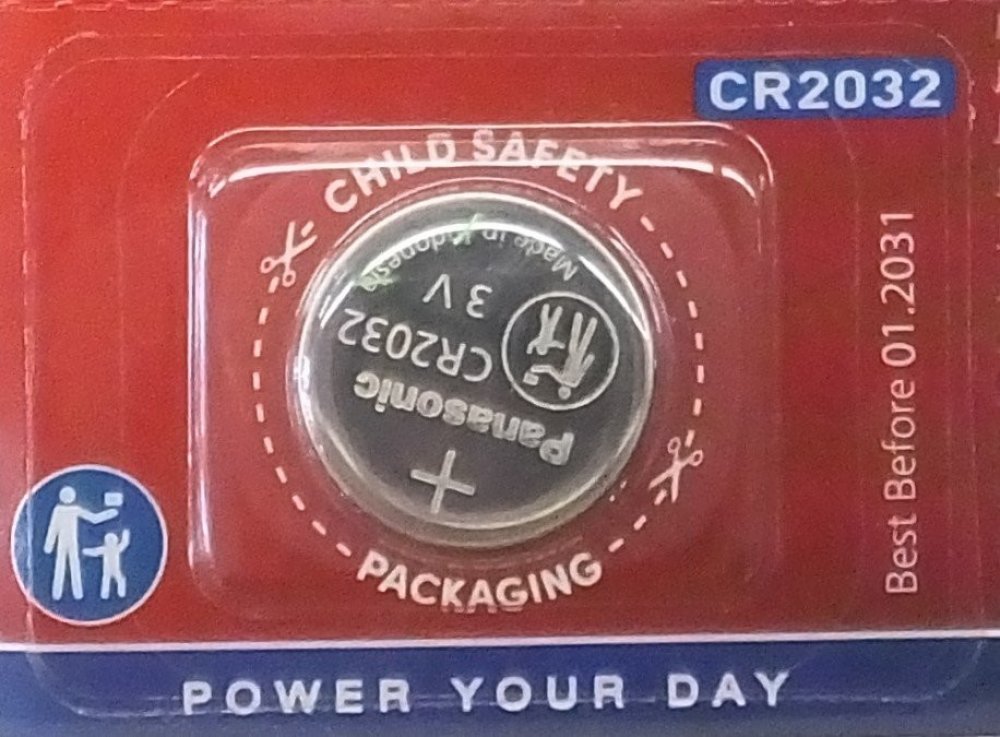 CR2032
CHILD SAFETY
Made in Indonesia
3 V
CR2032
Panasonic
+
PACKAGING
Best Before 01.2031
POWER YOUR DAY